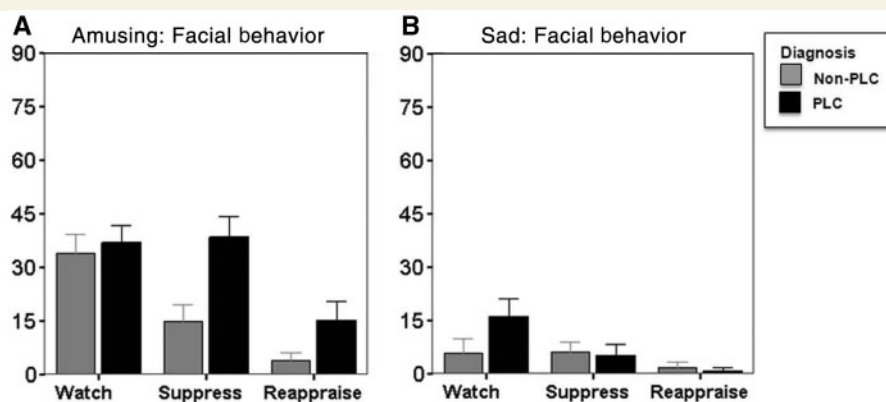 A Amusing: Facial behavior
90
75
60
45
30
15
0
Watch Suppress Reappraise
B Sad: Facial behavior
90
75
60
45
30
15
0
Watch Suppress Reappraise
Diagnosis
Non-PLC
PLC